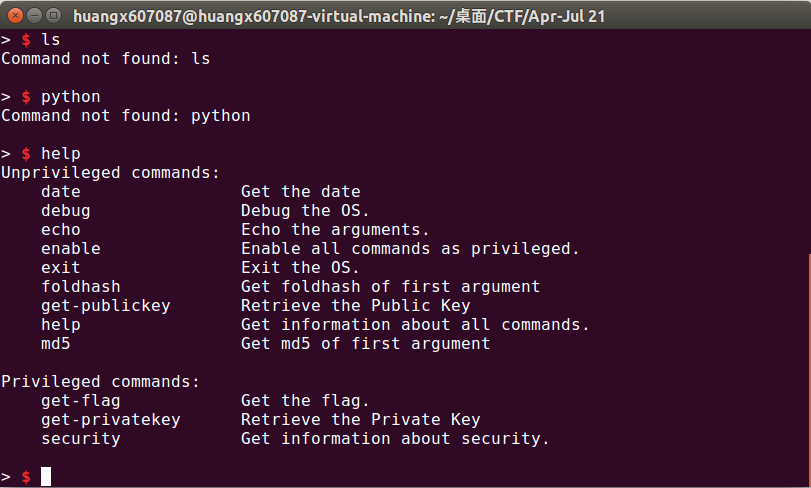 huangx607087@huangx607087-virtual-machine: ~/桌面/CTF/Apr-Jul 21
> $ ls
Command not found: ls
> $ python
Command not found: python
> $ help
Unprivileged commands:
date Get the date
debug Debug the OS.
echo Echo the arguments.
enable Enable all commands as privileged.
exit Exit the OS.
foldhash Get foldhash of first argument
get-publickey Retrieve the Public Key
help Get information about all commands.
md5 Get md5 of first argument
Privileged commands:
get-flag Get the flag.
get-privatekey Retrieve the Private Key
security Get information about security.
> $